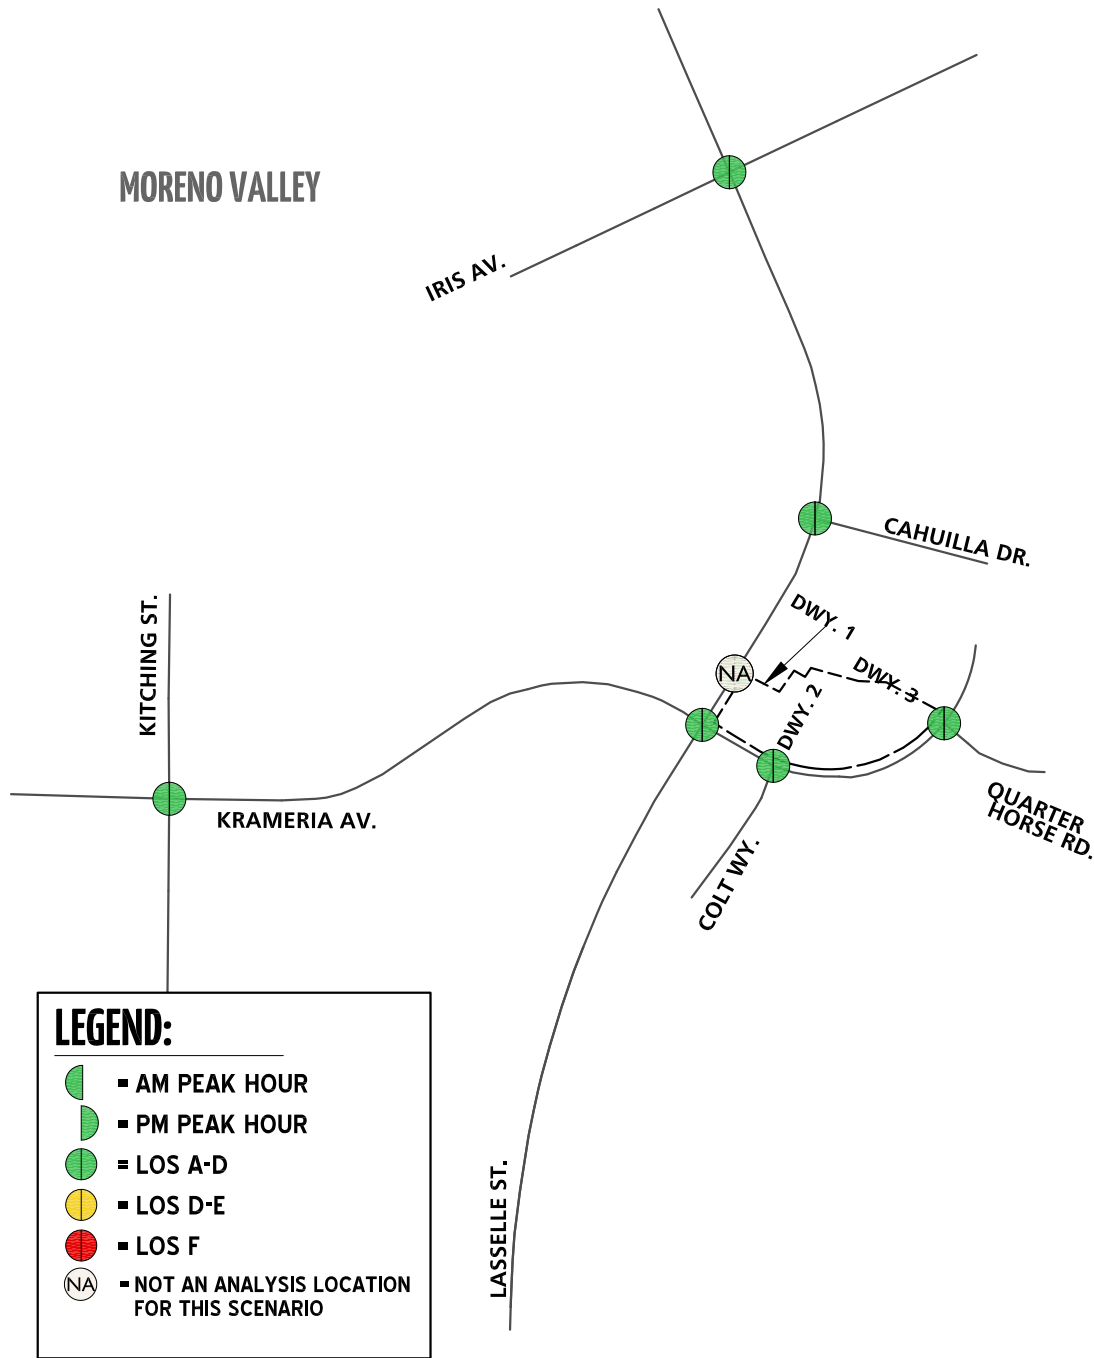 MORENO VALLEY
IRIS AV.
CAHUILLA DR.
KITCHING ST.
DWY. 1
NA
DWY. 3
DWY. 2
KRAMERIA AV.
QUARTER
HORSE RD.
COLT WY.
LASSELLE ST.
LEGEND:
= AM PEAK HOUR
= PM PEAK HOUR
= LOS A-D
= LOS D-E
= LOS F
NA = NOT AN ANALYSIS LOCATION
FOR THIS SCENARIO